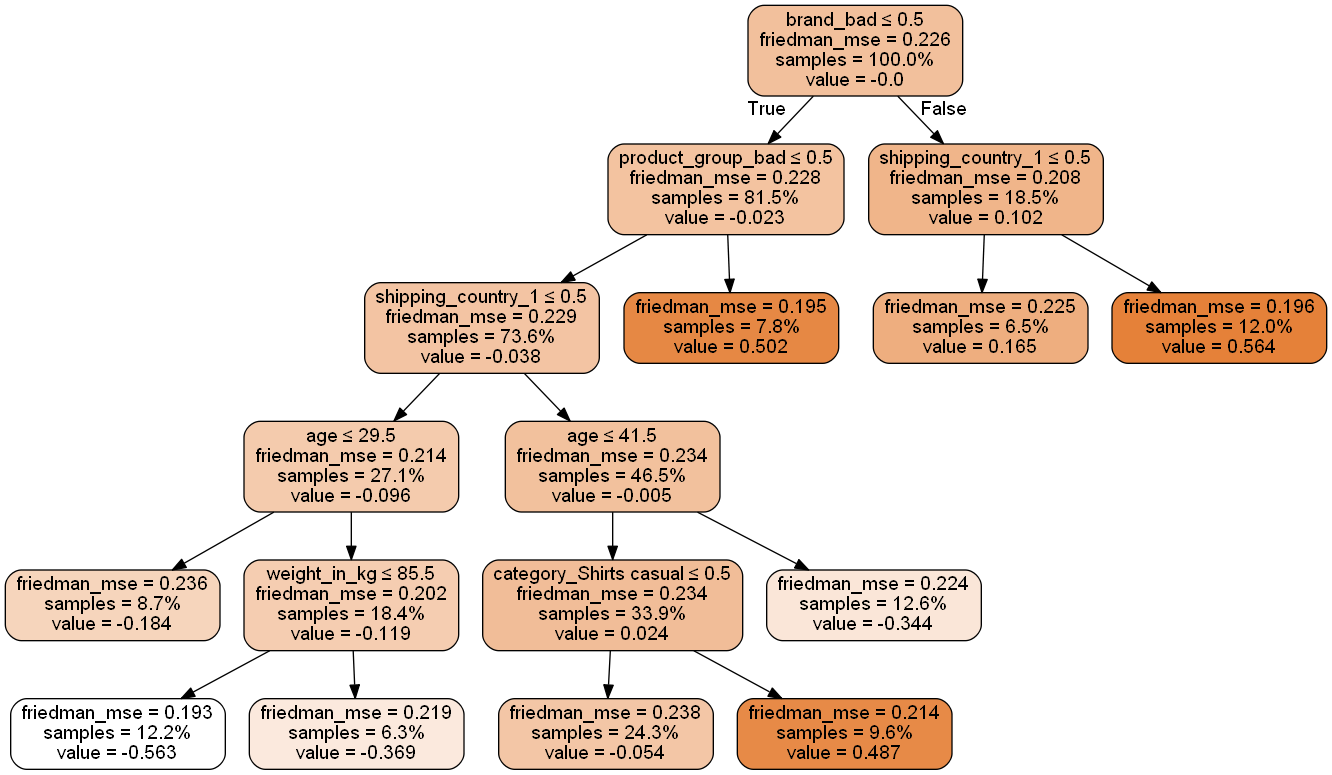 brand_bad ≤ 0.5
friedman_mse = 0.226
samples = 100.0%
value = -0.0
True
False
product_group_bad ≤ 0.5
friedman_mse = 0.228
samples = 81.5%
value = -0.023
shipping_country_1 ≤ 0.5
friedman_mse = 0.208
samples = 18.5%
value = 0.102
shipping_country_1 ≤ 0.5
friedman_mse = 0.229
samples = 73.6%
value = -0.038
friedman_mse = 0.195
samples = 7.8%
value = 0.502
friedman_mse = 0.225
samples = 6.5%
value = 0.165
friedman_mse = 0.196
samples = 12.0%
value = 0.564
age ≤ 29.5
friedman_mse = 0.214
samples = 27.1%
value = -0.096
age ≤ 41.5
friedman_mse = 0.234
samples = 46.5%
value = -0.005
friedman_mse = 0.236
samples = 8.7%
value = -0.184
weight_in_kg ≤ 85.5
friedman_mse = 0.202
samples = 18.4%
value = -0.119
category_Shirts casual ≤ 0.5
friedman_mse = 0.234
samples = 33.9%
value = 0.024
friedman_mse = 0.224
samples = 12.6%
value = -0.344
friedman_mse = 0.193
samples = 12.2%
value = -0.563
friedman_mse = 0.219
samples = 6.3%
value = -0.369
friedman_mse = 0.238
samples = 24.3%
value = -0.054
friedman_mse = 0.214
samples = 9.6%
value = 0.487